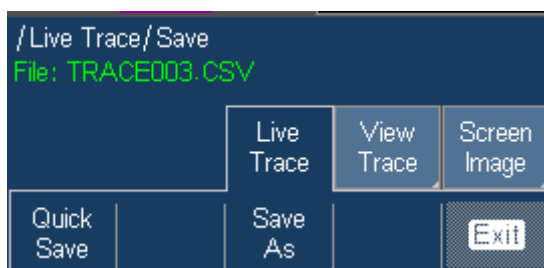 /Live Trace/Save
File: TRACE003.CSV
Live Trace
View Trace
Screen Image
Quick Save
Save As
Exit